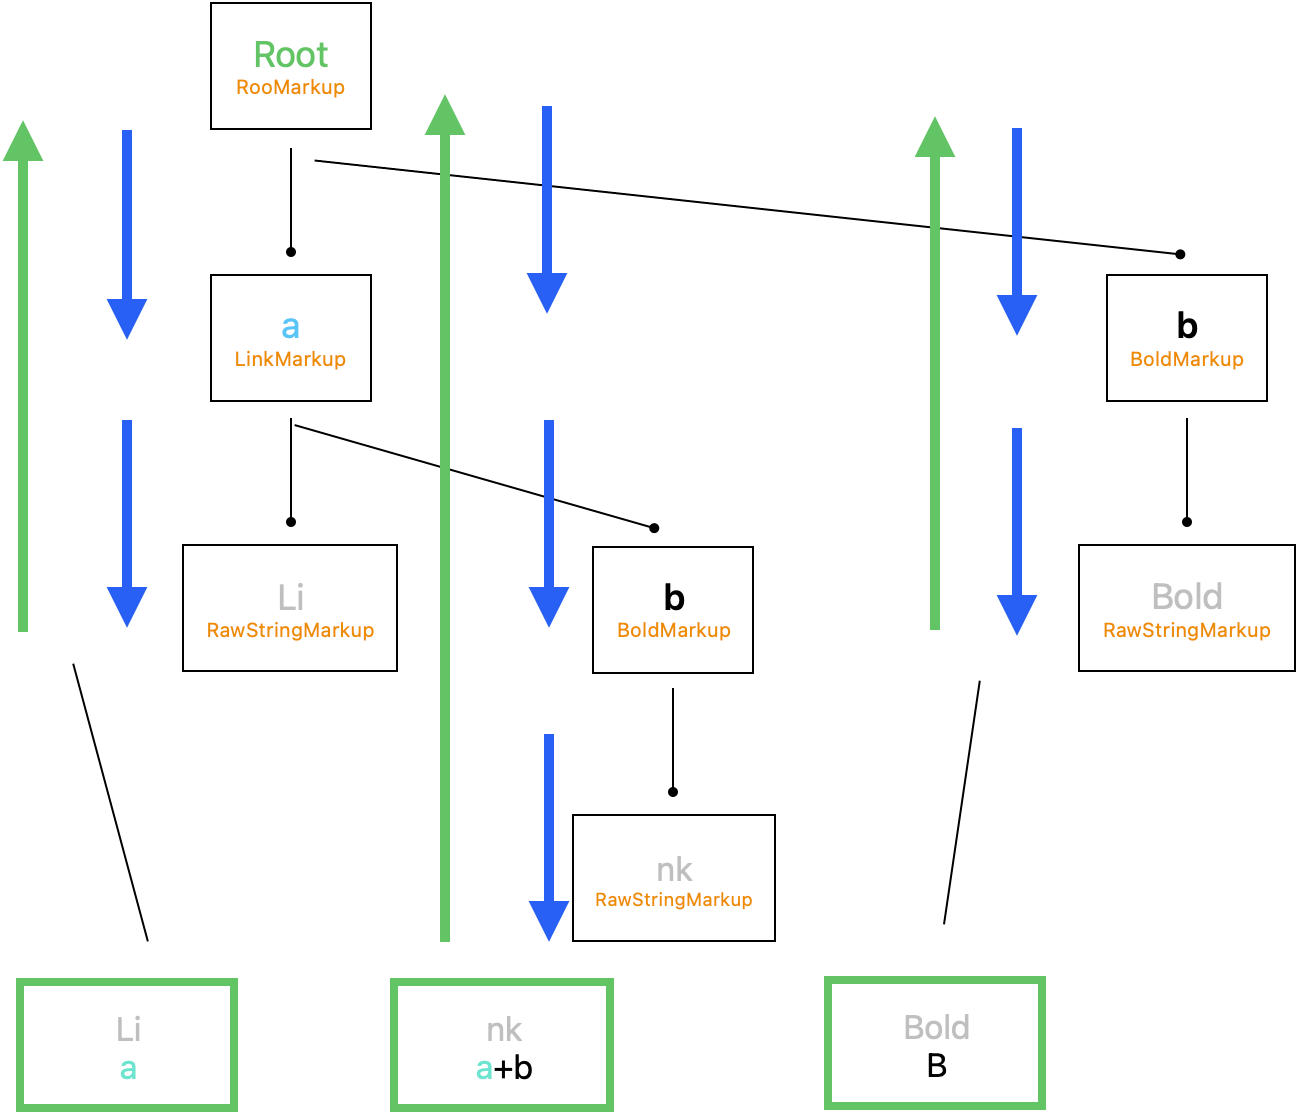 Root
RooMarkup
a
LinkMarkup
b
BoldMarkup
Li
RawStringMarkup
b
BoldMarkup
Bold
RawStringMarkup
nk
RawStringMarkup
Li
a
nk
a+b
Bold
B